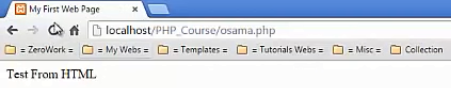 My First Web Page
localhost/PHP_Course/osama.php
= ZeroWork = = My Webs = = Templates = = Tutorials Webs = = Misc = Collection
Test From HTML